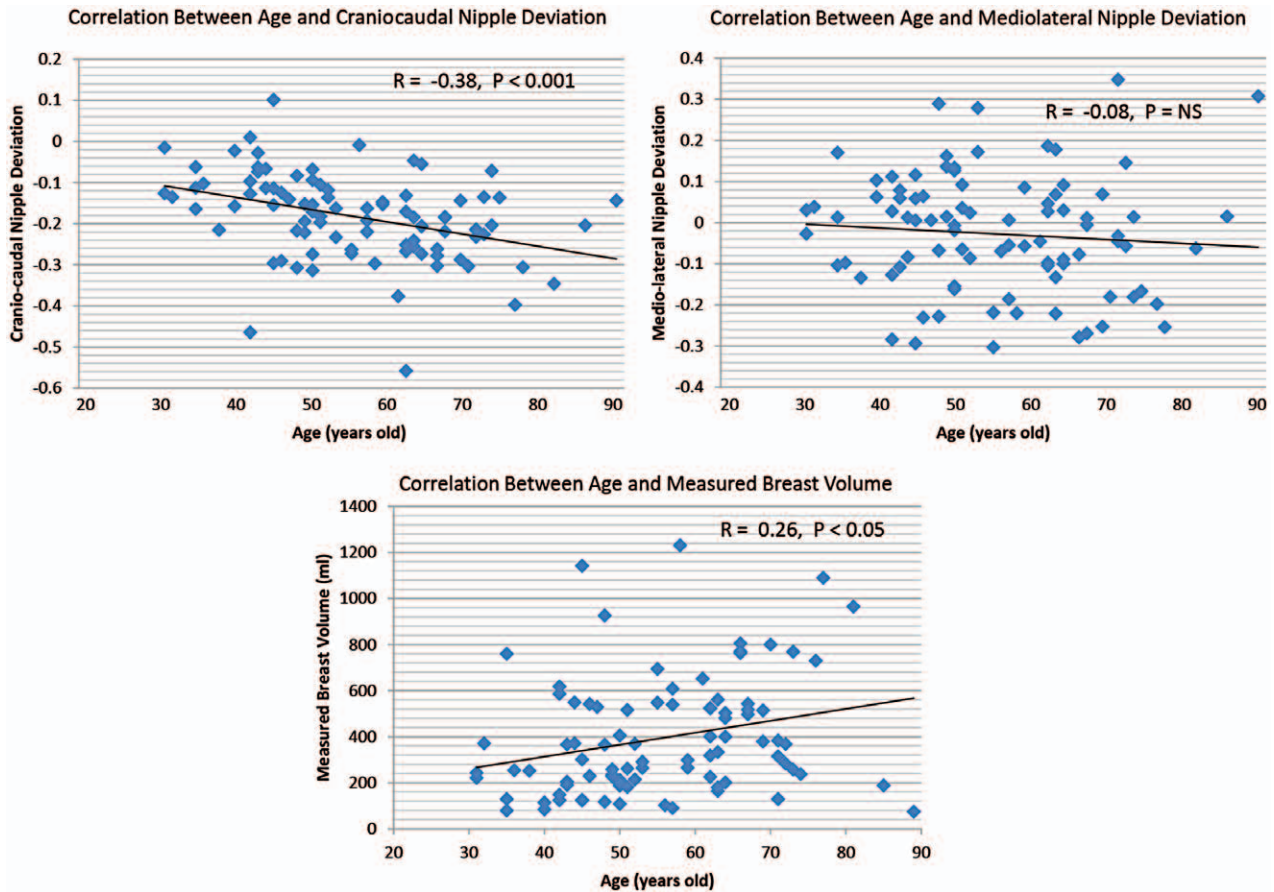 Correlation Between Age and Craniocaudal Nipple Deviation
R = -0.38, P < 0.001
Cranio-caudal Nipple Deviation
0.2
0.1
0
-0.1
-0.2
-0.3
-0.4
-0.5
-0.6
20 30 40 50 60 70 80 90
Age (years old)
Correlation Between Age and Mediolateral Nipple Deviation
R = -0.08, P = NS
Medio-lateral Nipple Deviation
0.4
0.3
0.2
0.1
0
-0.1
-0.2
-0.3
-0.4
20 30 40 50 60 70 80 90
Age (years old)
Correlation Between Age and Measured Breast Volume
R = 0.26, P < 0.05
Measured Breast Volume (ml)
1400
1200
1000
800
600
400
200
0
20 30 40 50 60 70 80 90
Age (years old)